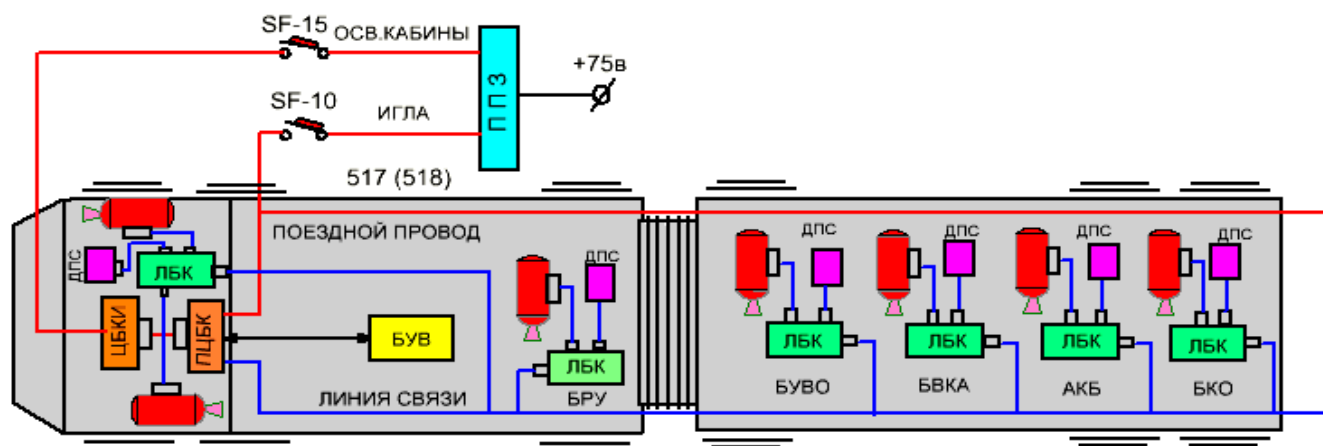 SF-15
ОСВ.КАБИНЫ
+75в
ППЗ
SF-10
ИГЛА
517 (518)
ПОЕЗДНОЙ ПРОВОД
ДПС
ЛБК
ЦБКИ
ПЦБК
БУВ
ЛИНИЯ СВЯЗИ
ДПС
ЛБК
БРУ
ДПС
ЛБК
БУВО
ДПС
ЛБК
БВКА
ДПС
ЛБК
АКБ
ДПС
ЛБК
БКО